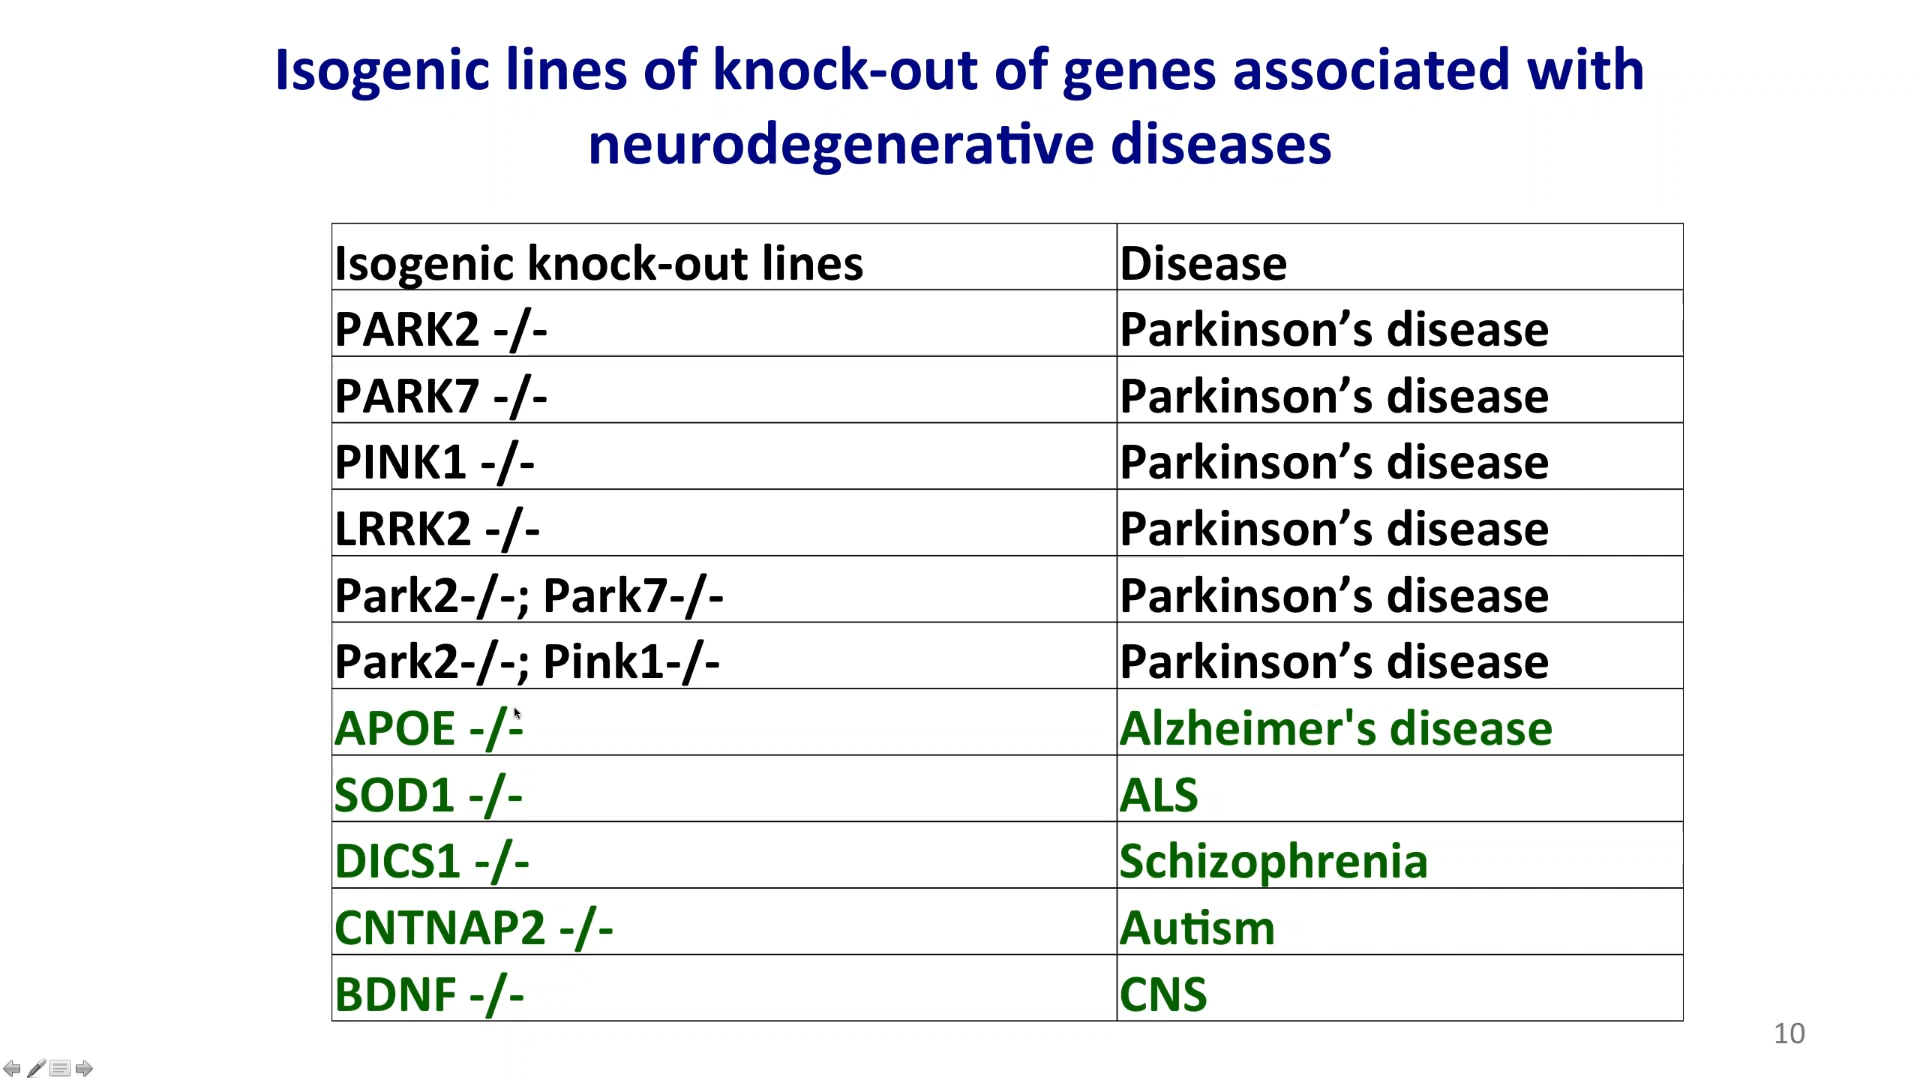 Isogenic lines of knock-out of genes associated with
neurodegenerative diseases
Isogenic knock-out lines Disease
PARK2 -/- Parkinson’s disease
PARK7 -/- Parkinson’s disease
PINK1 -/- Parkinson’s disease
LRRK2 -/- Parkinson’s disease
Park2-/-; Park7-/- Parkinson’s disease
Park2-/-; Pink1-/- Parkinson’s disease
APOE -/- Alzheimer's disease
SOD1 -/- ALS
DICS1 -/- Schizophrenia
CNTNAP2 -/- Autism
BDNF -/- CNS
10